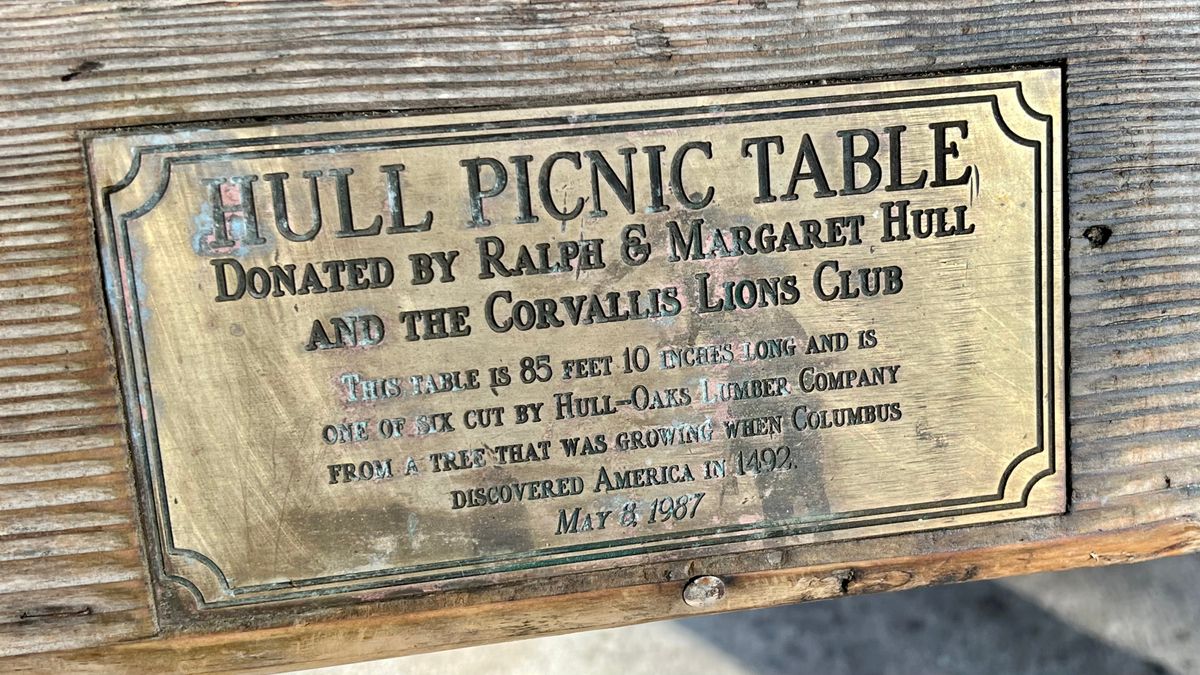 HULL PICNIC TABLE
DONATED BY RALPH & MARGARET HULL
AND THE CORVALLIS LIONS CLUB
THIS TABLE IS 85 FEET 10 INCHES LONG AND IS
ONE OF SIX CUT BY HULL-OAKS LUMBER COMPANY
FROM A TREE THAT WAS GROWING WHEN COLUMBUS
DISCOVERED AMERICA IN 1492.
MAY 8, 1987